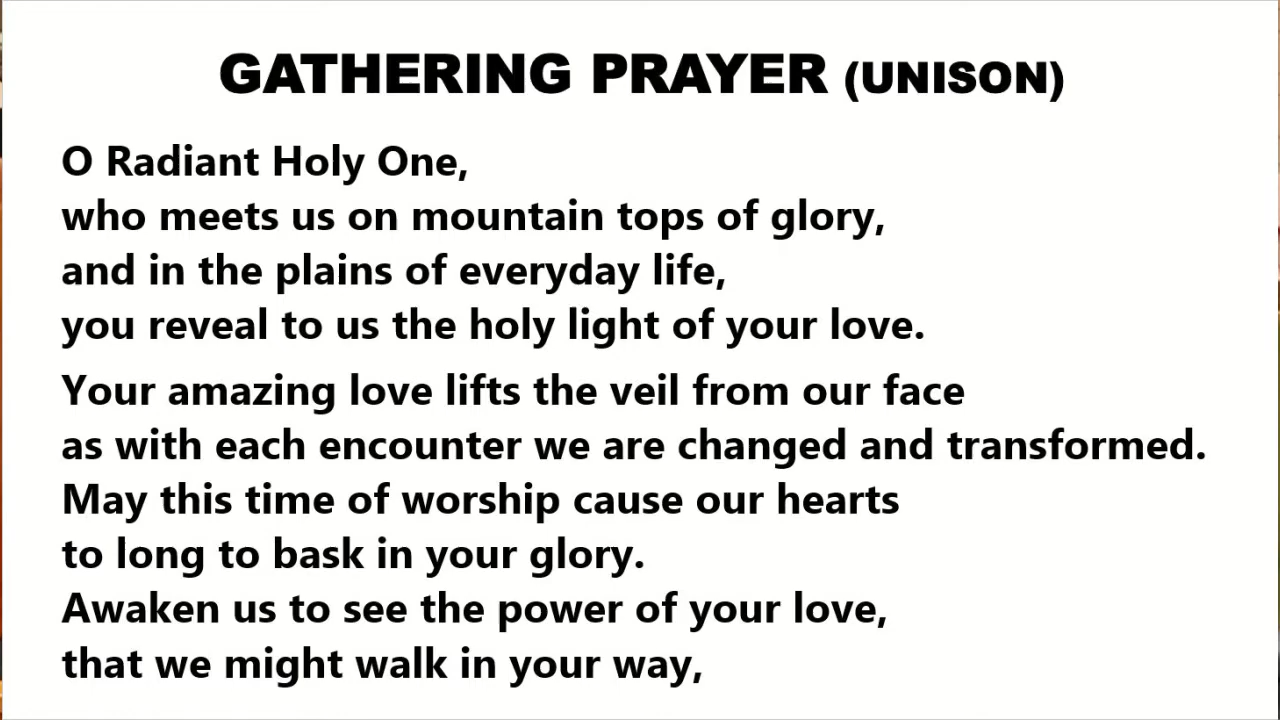 GATHERING PRAYER (UNISON)
O Radiant Holy One,
who meets us on mountain tops of glory,
and in the plains of everyday life,
you reveal to us the holy light of your love.
Your amazing love lifts the veil from our face
as with each encounter we are changed and transformed.
May this time of worship cause our hearts
to long to bask in your glory.
Awaken us to see the power of your love,
that we might walk in your way,